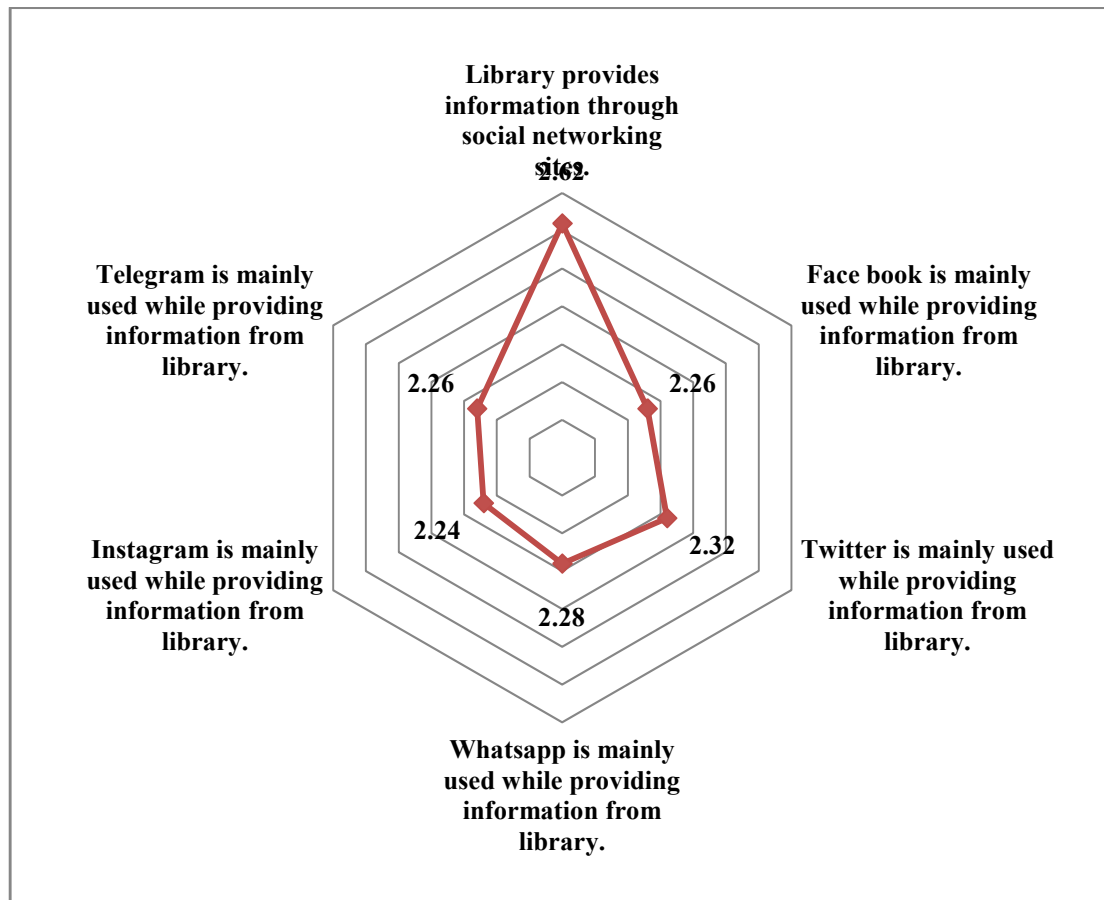 Library provides
information through
social networking
sites.
2.62
Telegram is mainly
used while providing
information from
library.
Face book is mainly
used while providing
information from
library.
2.26
2.26
Instagram is mainly
used while providing
information from
library.
2.24
2.32
Twitter is mainly used
while providing
information from
library.
2.28
Whatsapp is mainly
used while providing
information from
library.